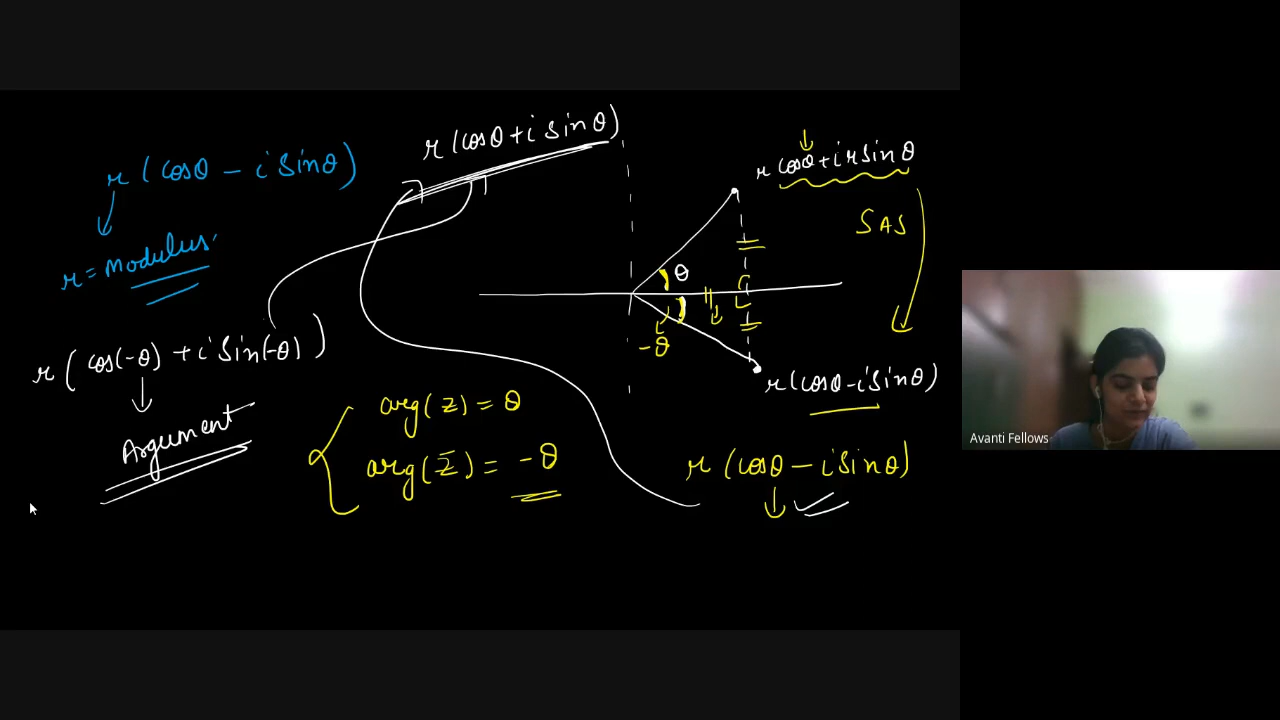 r (cosθ + i sinθ)
r (cosθ - i sinθ)
r = Modulus.
r cosθ + i r sinθ
SAS
θ
-θ
r (cos(-θ) + i sin(-θ))
Argument
arg(z) = θ
arg(z̄) = -θ
r (cosθ - i sinθ)
r (cosθ - i sinθ)
Avanti Fellows